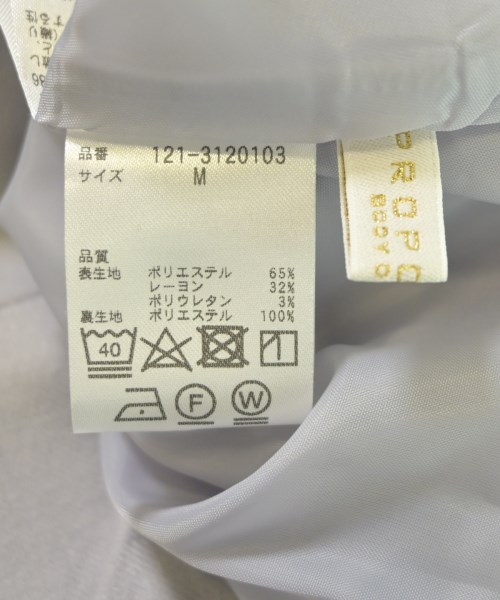 品番 121-3120103
サイズ M
品質
表生地 ポリエステル 65%
レーヨン 32%
ポリウレタン 3%
裏生地 ポリエステル 100%
40
F
W
ROPO
BODY D